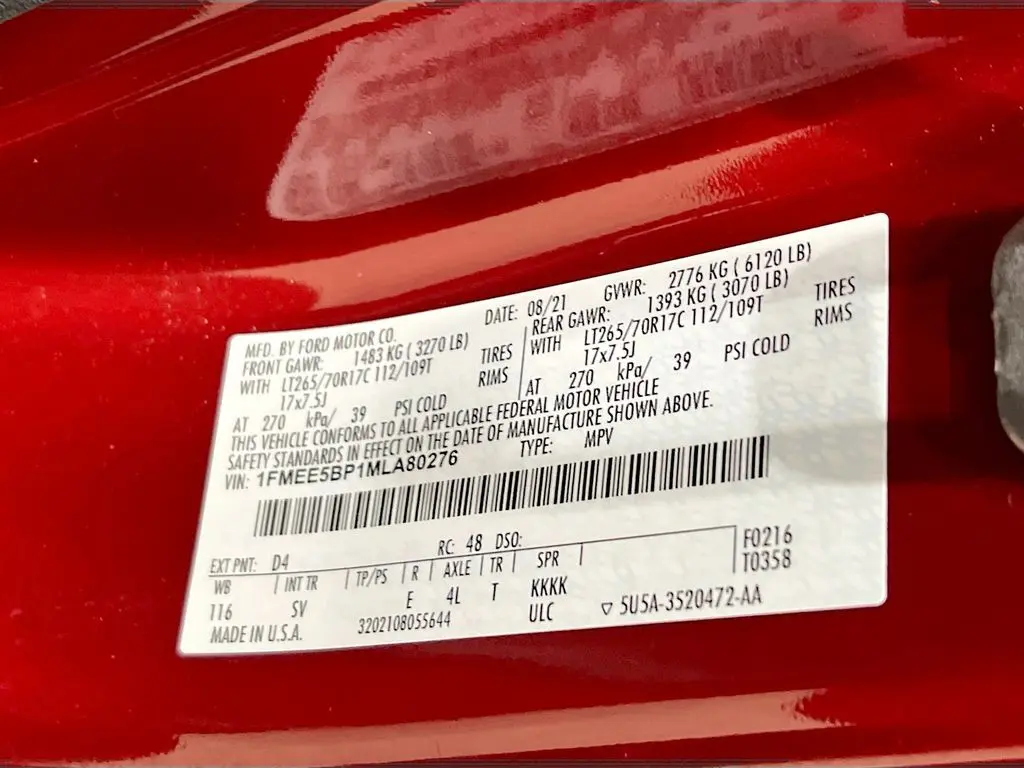 MFD. BY FORD MOTOR CO. DATE: 08/21 GVWR: 2776 KG ( 6120 LB)
FRONT GAWR: 1483 KG ( 3270 LB) REAR GAWR: 1393 KG ( 3070 LB)
WITH LT265/70R17C 112/109T TIRES WITH LT265/70R17C 112/109T TIRES
17x7.5J RIMS 17x7.5J RIMS
AT 270 kPa/ 39 PSI COLD AT 270 kPa/ 39 PSI COLD
THIS VEHICLE CONFORMS TO ALL APPLICABLE FEDERAL MOTOR VEHICLE
SAFETY STANDARDS IN EFFECT ON THE DATE OF MANUFACTURE SHOWN ABOVE.
VIN: 1FMEE5BP1MLA80276 TYPE: MPV
EXT PNT: D4 RC: 48 DSO: F0216
WB INT TR TP/PS R AXLE TR SPR T0358
116 SV E 4L T KKKK
MADE IN U.S.A. 3202108055644 ULC ▽ 5U5A-3520472-AA